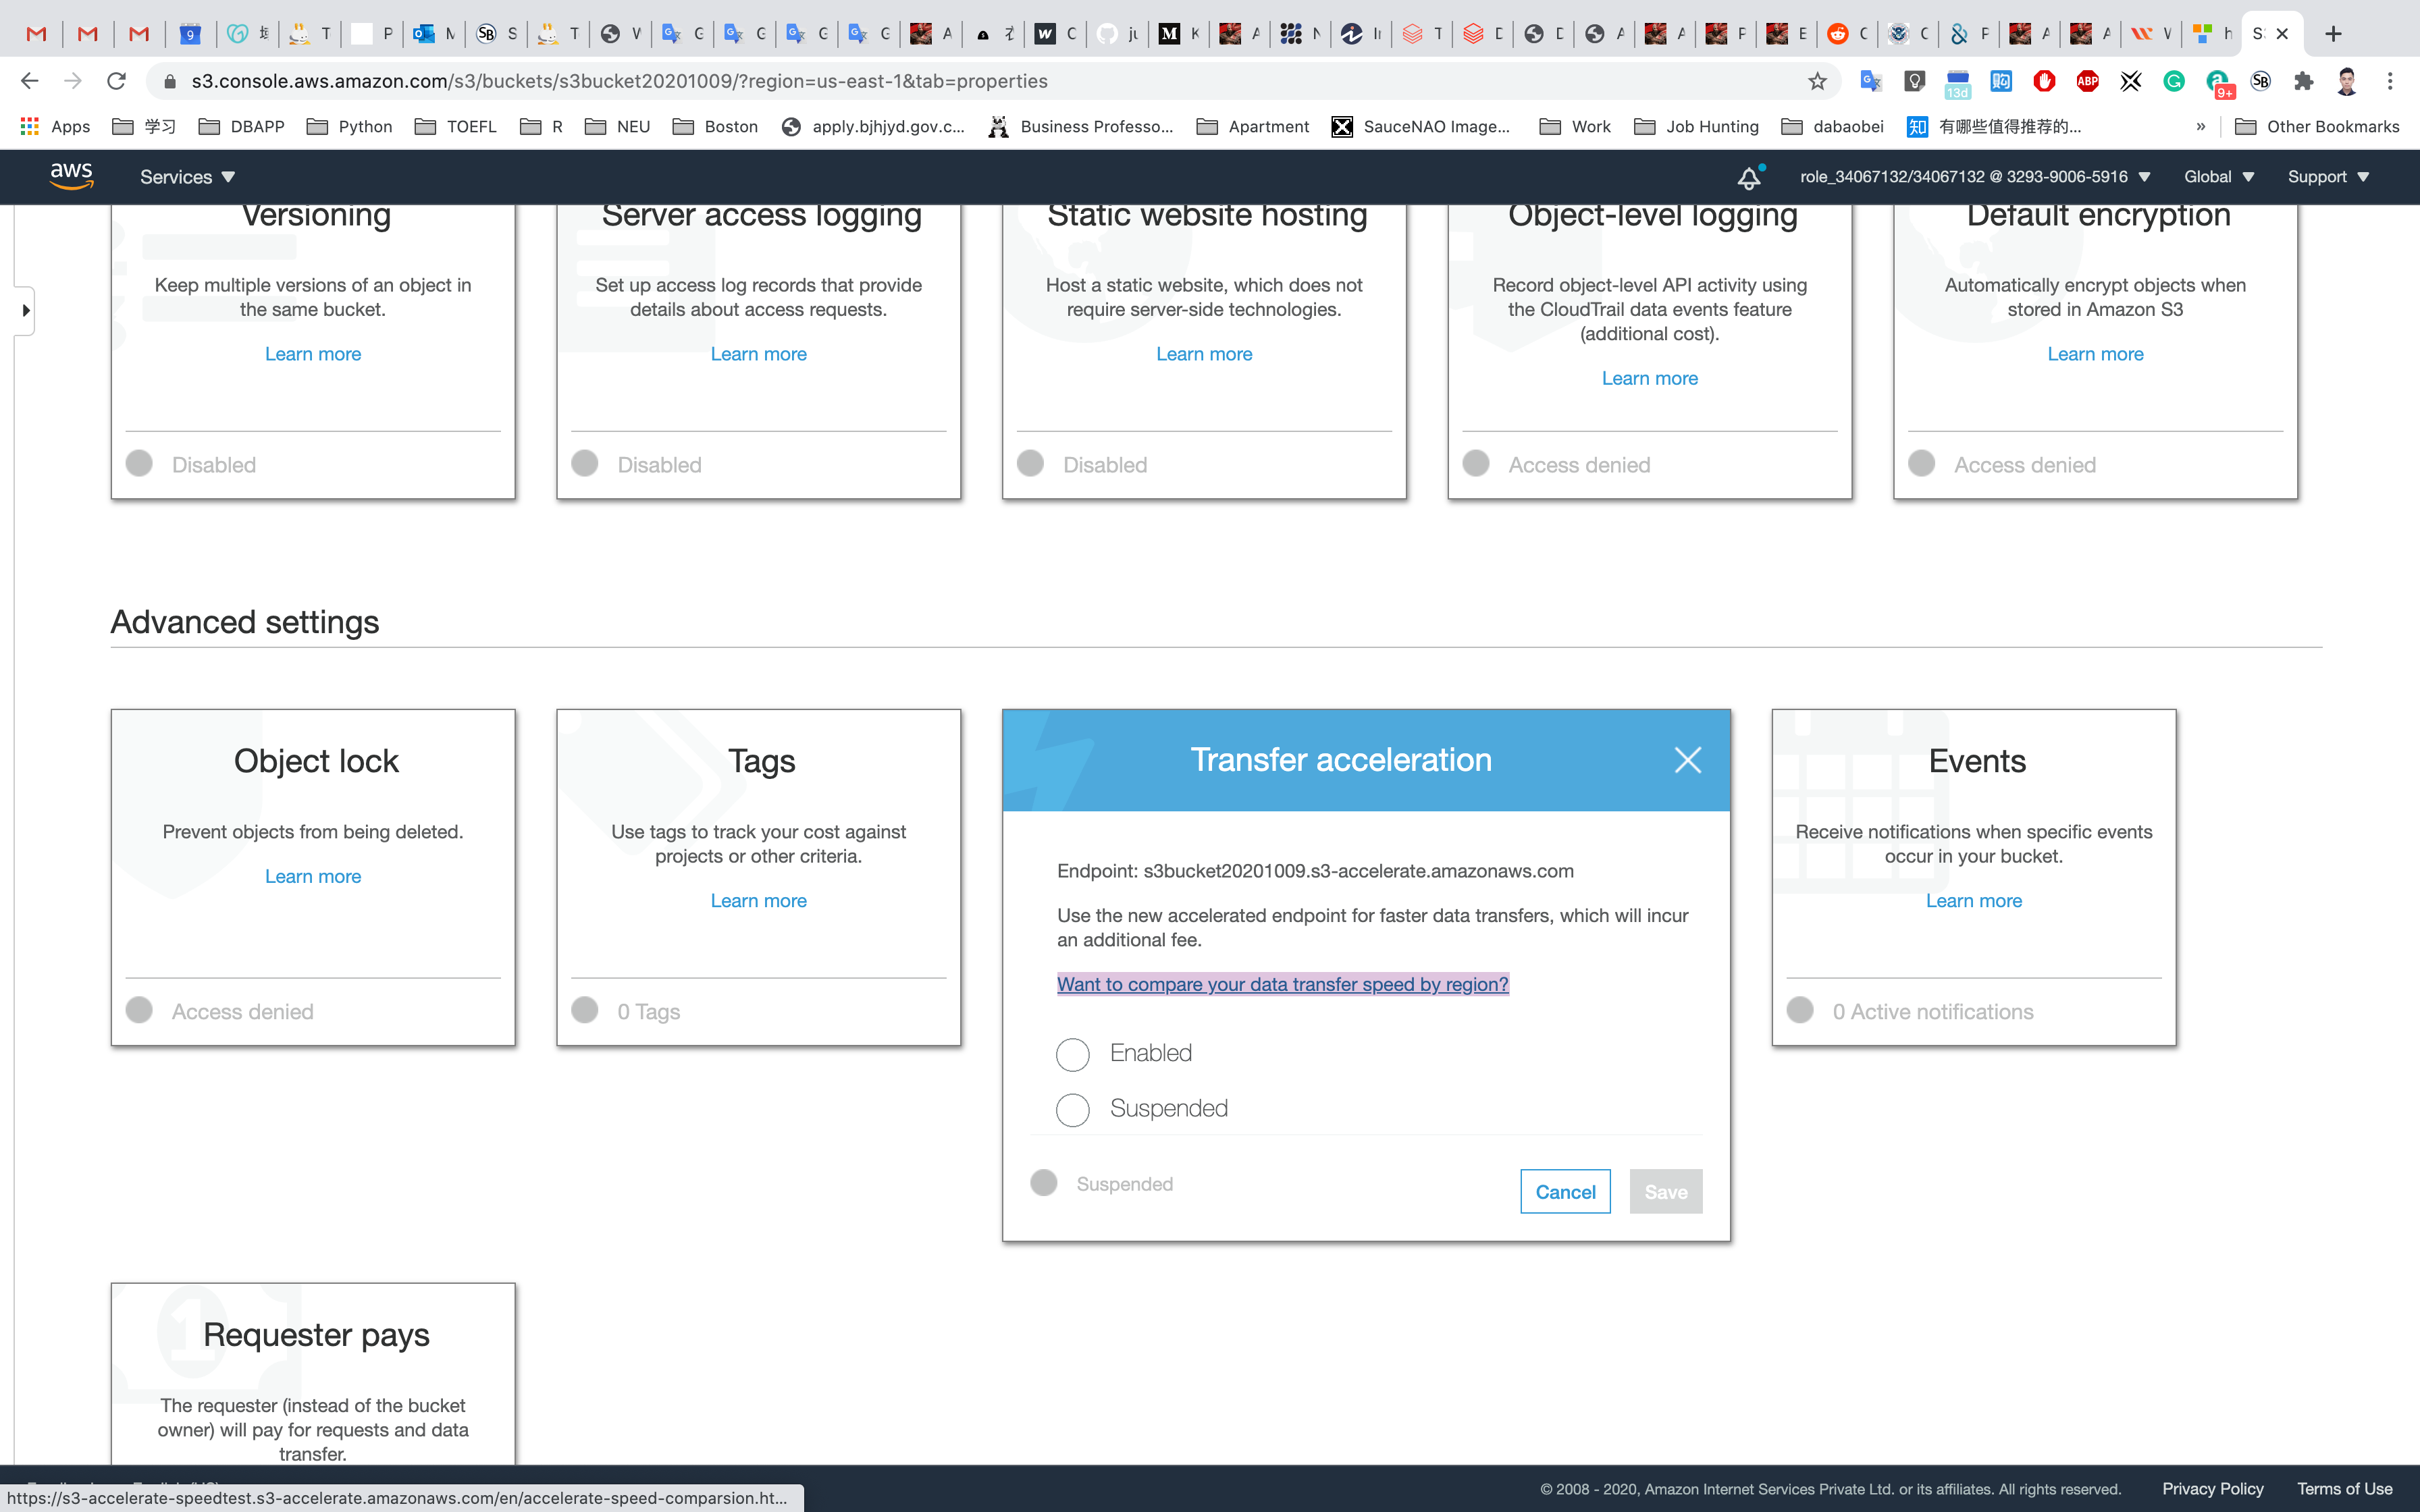 s3.console.aws.amazon.com/s3/buckets/s3bucket20201009/?region=us-east-1&tab=properties
13d
ABP
9+
Apps
学习
DBAPP
Python
TOEFL
R
NEU
Boston
apply.bjhjyd.gov.c...
Business Professo...
Apartment
SauceNAO Image...
Work
Job Hunting
dabaobei
有哪些值得推荐的...
»
Other Bookmarks
aws
Services
role_34067132/34067132 @ 3293-9006-5916
Global
Support
Versioning
Keep multiple versions of an object in
the same bucket.
Learn more
Disabled
Server access logging
Set up access log records that provide
details about access requests.
Learn more
Disabled
Static website hosting
Host a static website, which does not
require server-side technologies.
Learn more
Disabled
Object-level logging
Record object-level API activity using
the CloudTrail data events feature
(additional cost).
Learn more
Access denied
Default encryption
Automatically encrypt objects when
stored in Amazon S3
Learn more
Access denied
Advanced settings
Object lock
Prevent objects from being deleted.
Learn more
Access denied
Tags
Use tags to track your cost against
projects or other criteria.
Learn more
0 Tags
Transfer acceleration
Endpoint: s3bucket20201009.s3-accelerate.amazonaws.com
Use the new accelerated endpoint for faster data transfers, which will incur
an additional fee.
Want to compare your data transfer speed by region?
Enabled
Suspended
Suspended
Cancel
Save
Events
Receive notifications when specific events
occur in your bucket.
Learn more
0 Active notifications
Requester pays
The requester (instead of the bucket
owner) will pay for requests and data
transfer.
https://s3-accelerate-speedtest.s3-accelerate.amazonaws.com/en/accelerate-speed-comparsion.ht...
© 2008 - 2020, Amazon Internet Services Private Ltd. or its affiliates. All rights reserved.
Privacy Policy
Terms of Use